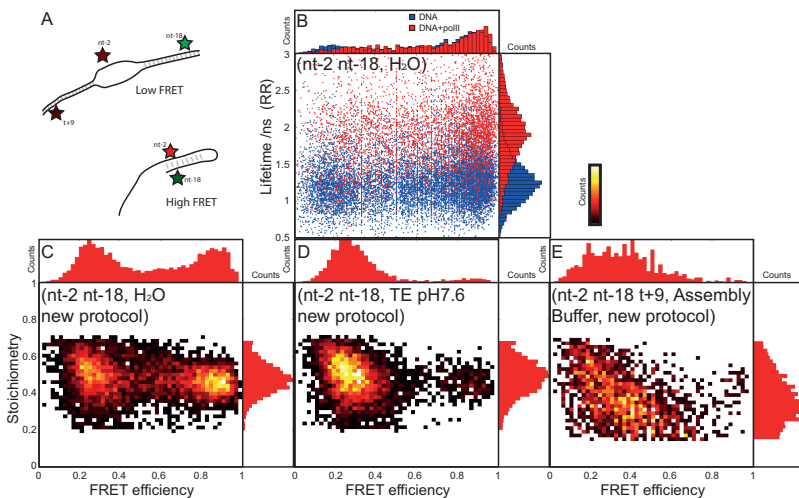 A
nt-2
nt-18
Low FRET
t+9
nt-2
nt-18
High FRET
B
Counts
DNA
DNA+polII
Counts
(nt-2 nt-18, H₂O)
Lifetime /ns (RR)
3
2.5
2
1.5
1
0.5
Counts
C
Counts
Counts
(nt-2 nt-18, H₂O
new protocol)
Stoichiometry
1
0.8
0.6
0.4
0.2
0
0 0.2 0.4 0.6 0.8 1
FRET efficiency
D
Counts
(nt-2 nt-18, TE pH7.6
new protocol)
0.2 0.4 0.6 0.8 1
FRET efficiency
E
Counts
Counts
(nt-2 nt-18 t+9, Assembly
Buffer, new protocol)
0.2 0.4 0.6 0.8 1
FRET efficiency